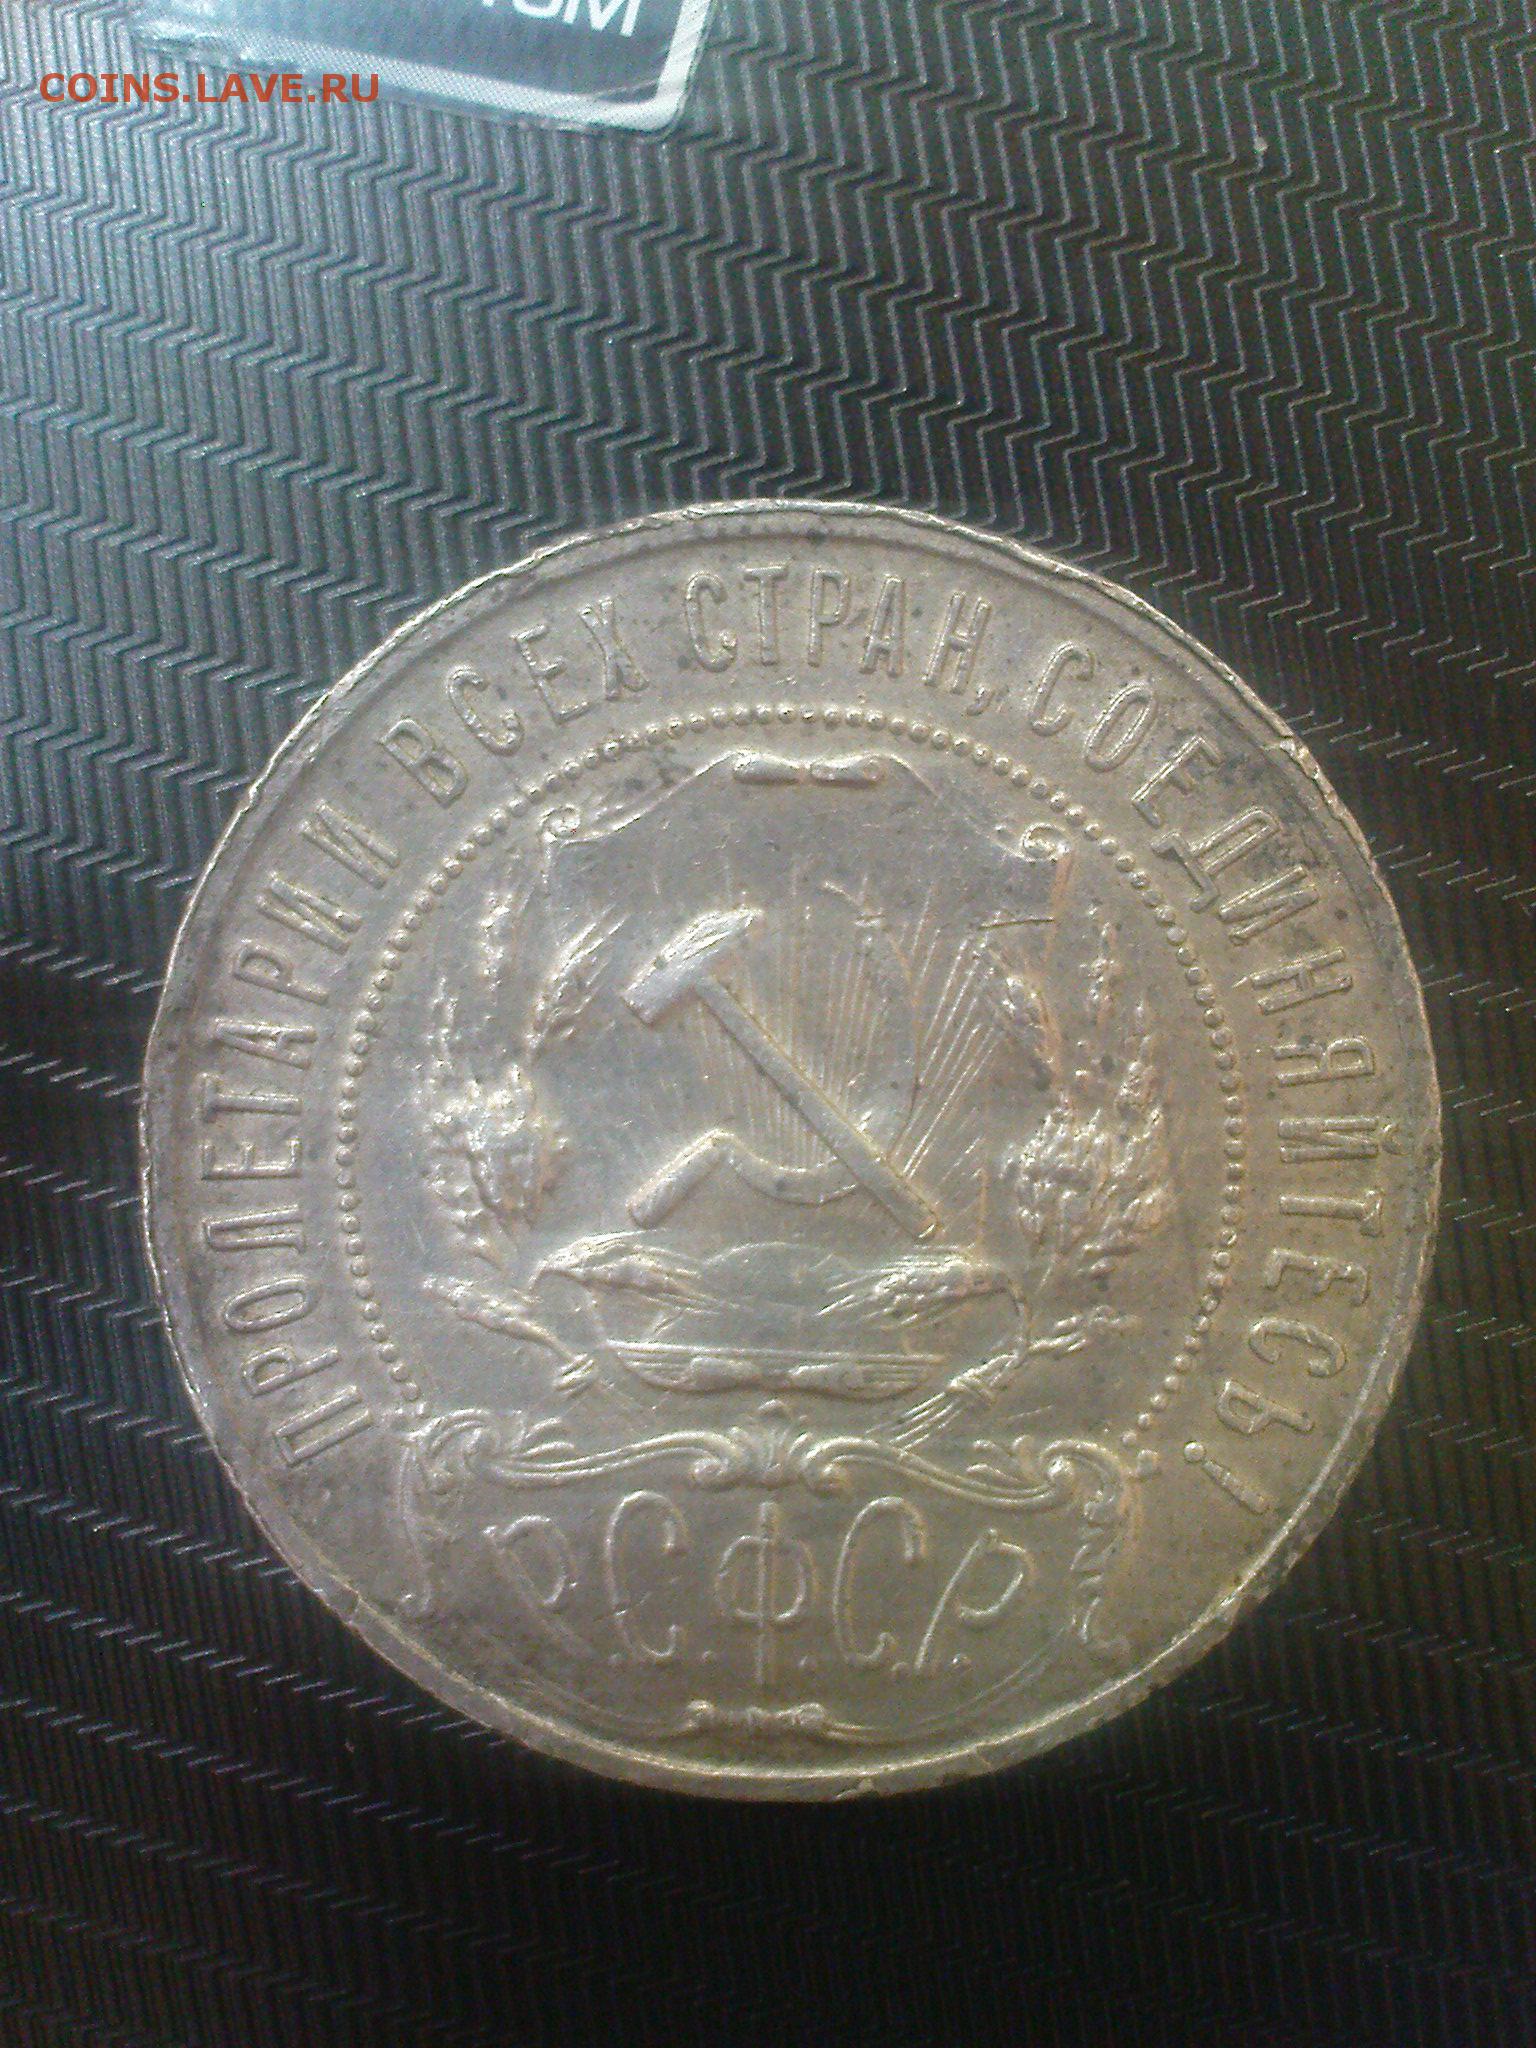 COINS.LAVE.RU
ПРОЛЕТАРИИ ВСЕХ СТРАН, СОЕДИНЯЙТЕСЬ!
Р.С.Ф.С.Р.